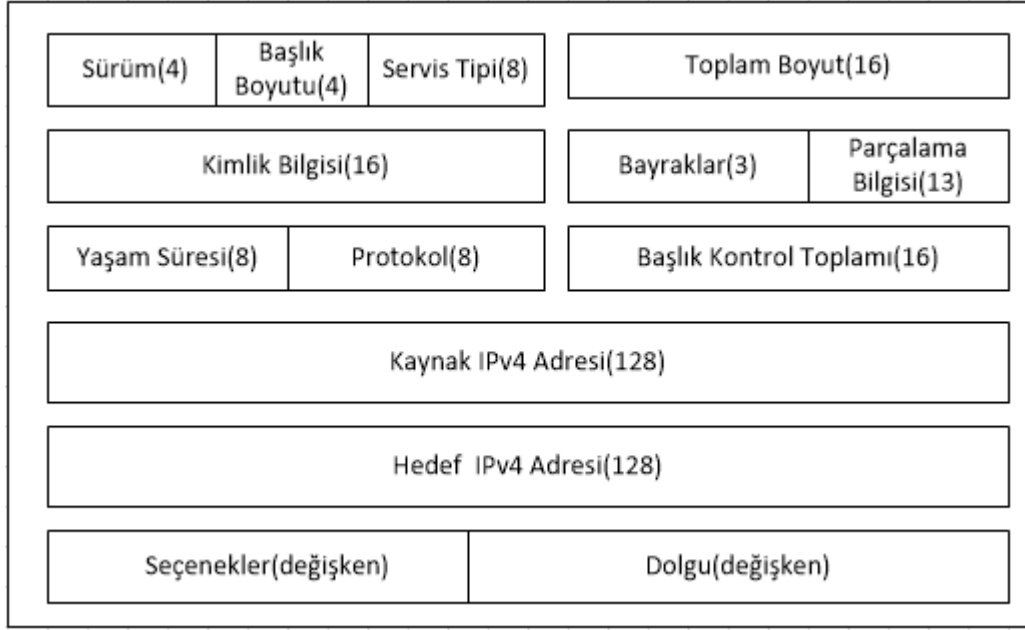 Sürüm(4)
Başlık
Boyutu(4)
Servis Tipi(8)
Toplam Boyut(16)
Kimlik Bilgisi(16)
Bayraklar(3)
Parçalama
Bilgisi(13)
Yaşam Süresi(8)
Protokol(8)
Başlık Kontrol Toplamı(16)
Kaynak IPv4 Adresi(128)
Hedef  IPv4 Adresi(128)
Seçenekler(değişken)
Dolgu(değişken)